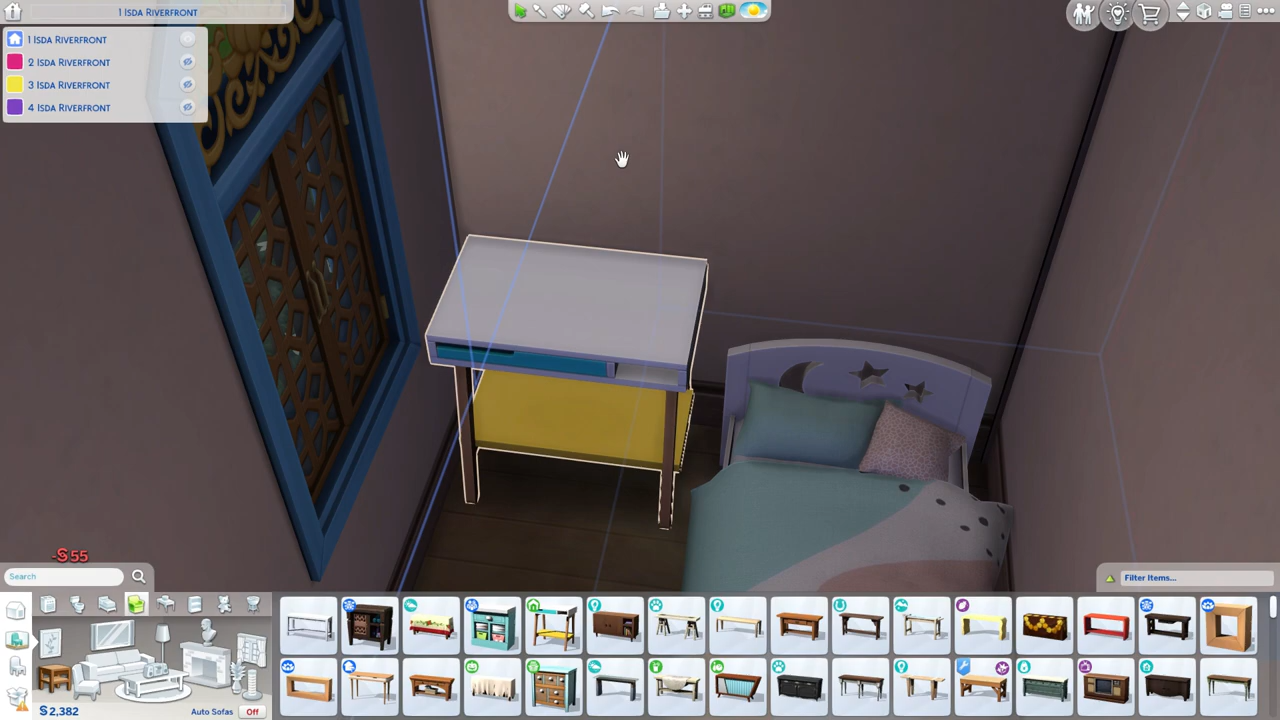 1 Isda Riverfront
1 Isda Riverfront
2 Isda Riverfront
3 Isda Riverfront
4 Isda Riverfront
-§55
Search
Filter Items...
§2,382
Auto Sofas Off